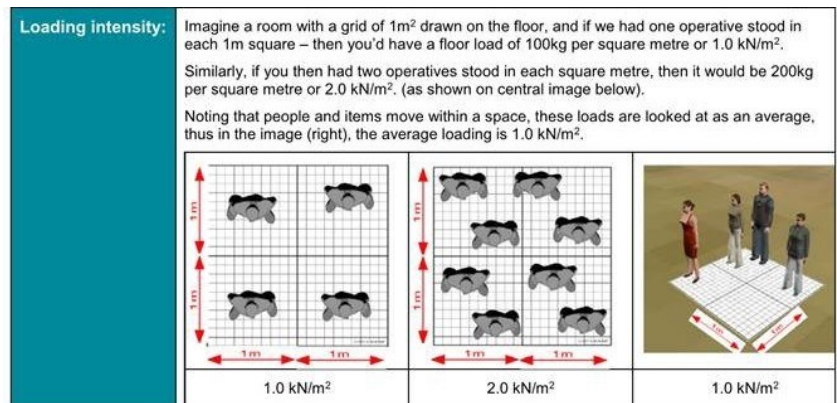 Loading intensity:
Imagine a room with a grid of 1m² drawn on the floor, and if we had one operative stood in
each 1m square – then you'd have a floor load of 100kg per square metre or 1.0 kN/m².
Similarly, if you then had two operatives stood in each square metre, then it would be 200kg
per square metre or 2.0 kN/m². (as shown on central image below).
Noting that people and items move within a space, these loads are looked at as an average,
thus in the image (right), the average loading is 1.0 kN/m².
1m
1m
1m
1m
1m
1m
1m
1m
1m
1m
1.0 kN/m²
2.0 kN/m²
1.0 kN/m²